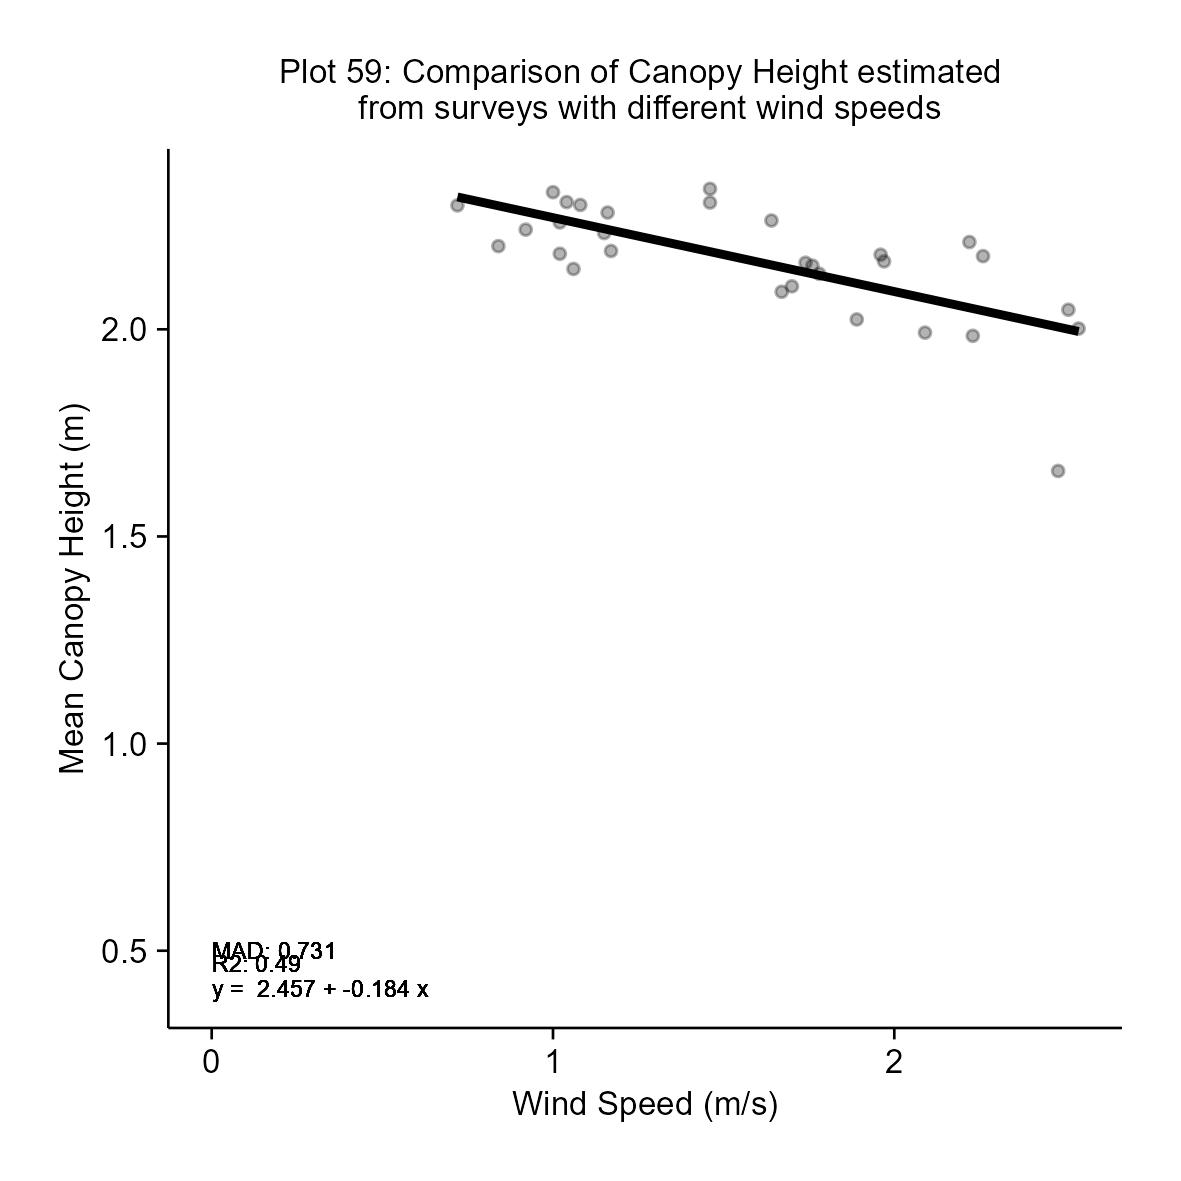 Plot 59: Comparison of Canopy Height estimated
from surveys with different wind speeds
Mean Canopy Height (m)
2.0
1.5
1.0
0.5
MAD: 0.731
R2: 0.49
y =  2.457 + -0.184 x
0
1
2
Wind Speed (m/s)